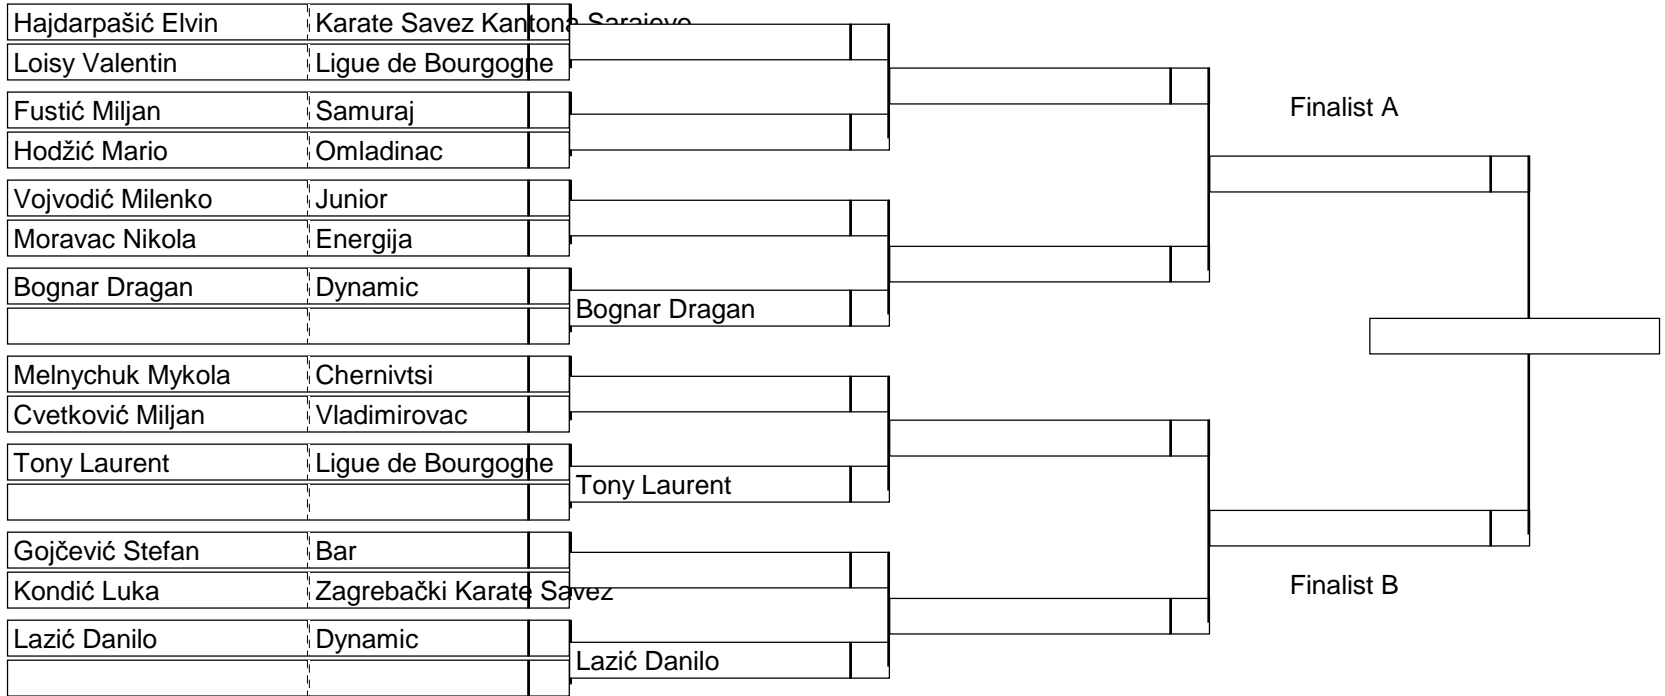 Hajdarpašić Elvin Karate Savez Kantona Sarajevo
Loisy Valentin Ligue de Bourgogne
Finalist A
Fustić Miljan Samuraj
Hodžić Mario Omladinac
Vojvodić Milenko Junior
Moravac Nikola Energija
Bognar Dragan Dynamic
Bognar Dragan
Melnychuk Mykola Chernivtsi
Cvetković Miljan Vladimirovac
Tony Laurent Ligue de Bourgogne
Tony Laurent
Gojčević Stefan Bar
Kondić Luka Zagrebački Karate Savez
Finalist B
Lazić Danilo Dynamic
Lazić Danilo